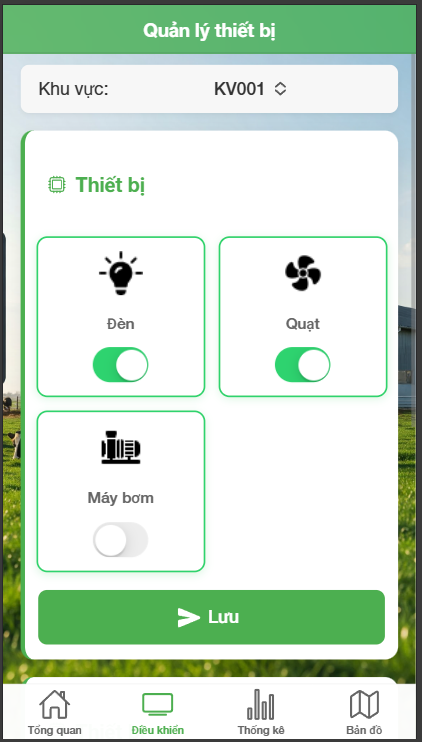 Quản lý thiết bị
Khu vực: KV001
Thiết bị
Đèn Quạt
Máy bơm
Lưu
Tổng quan Điều khiển Thống kê Bản đồ